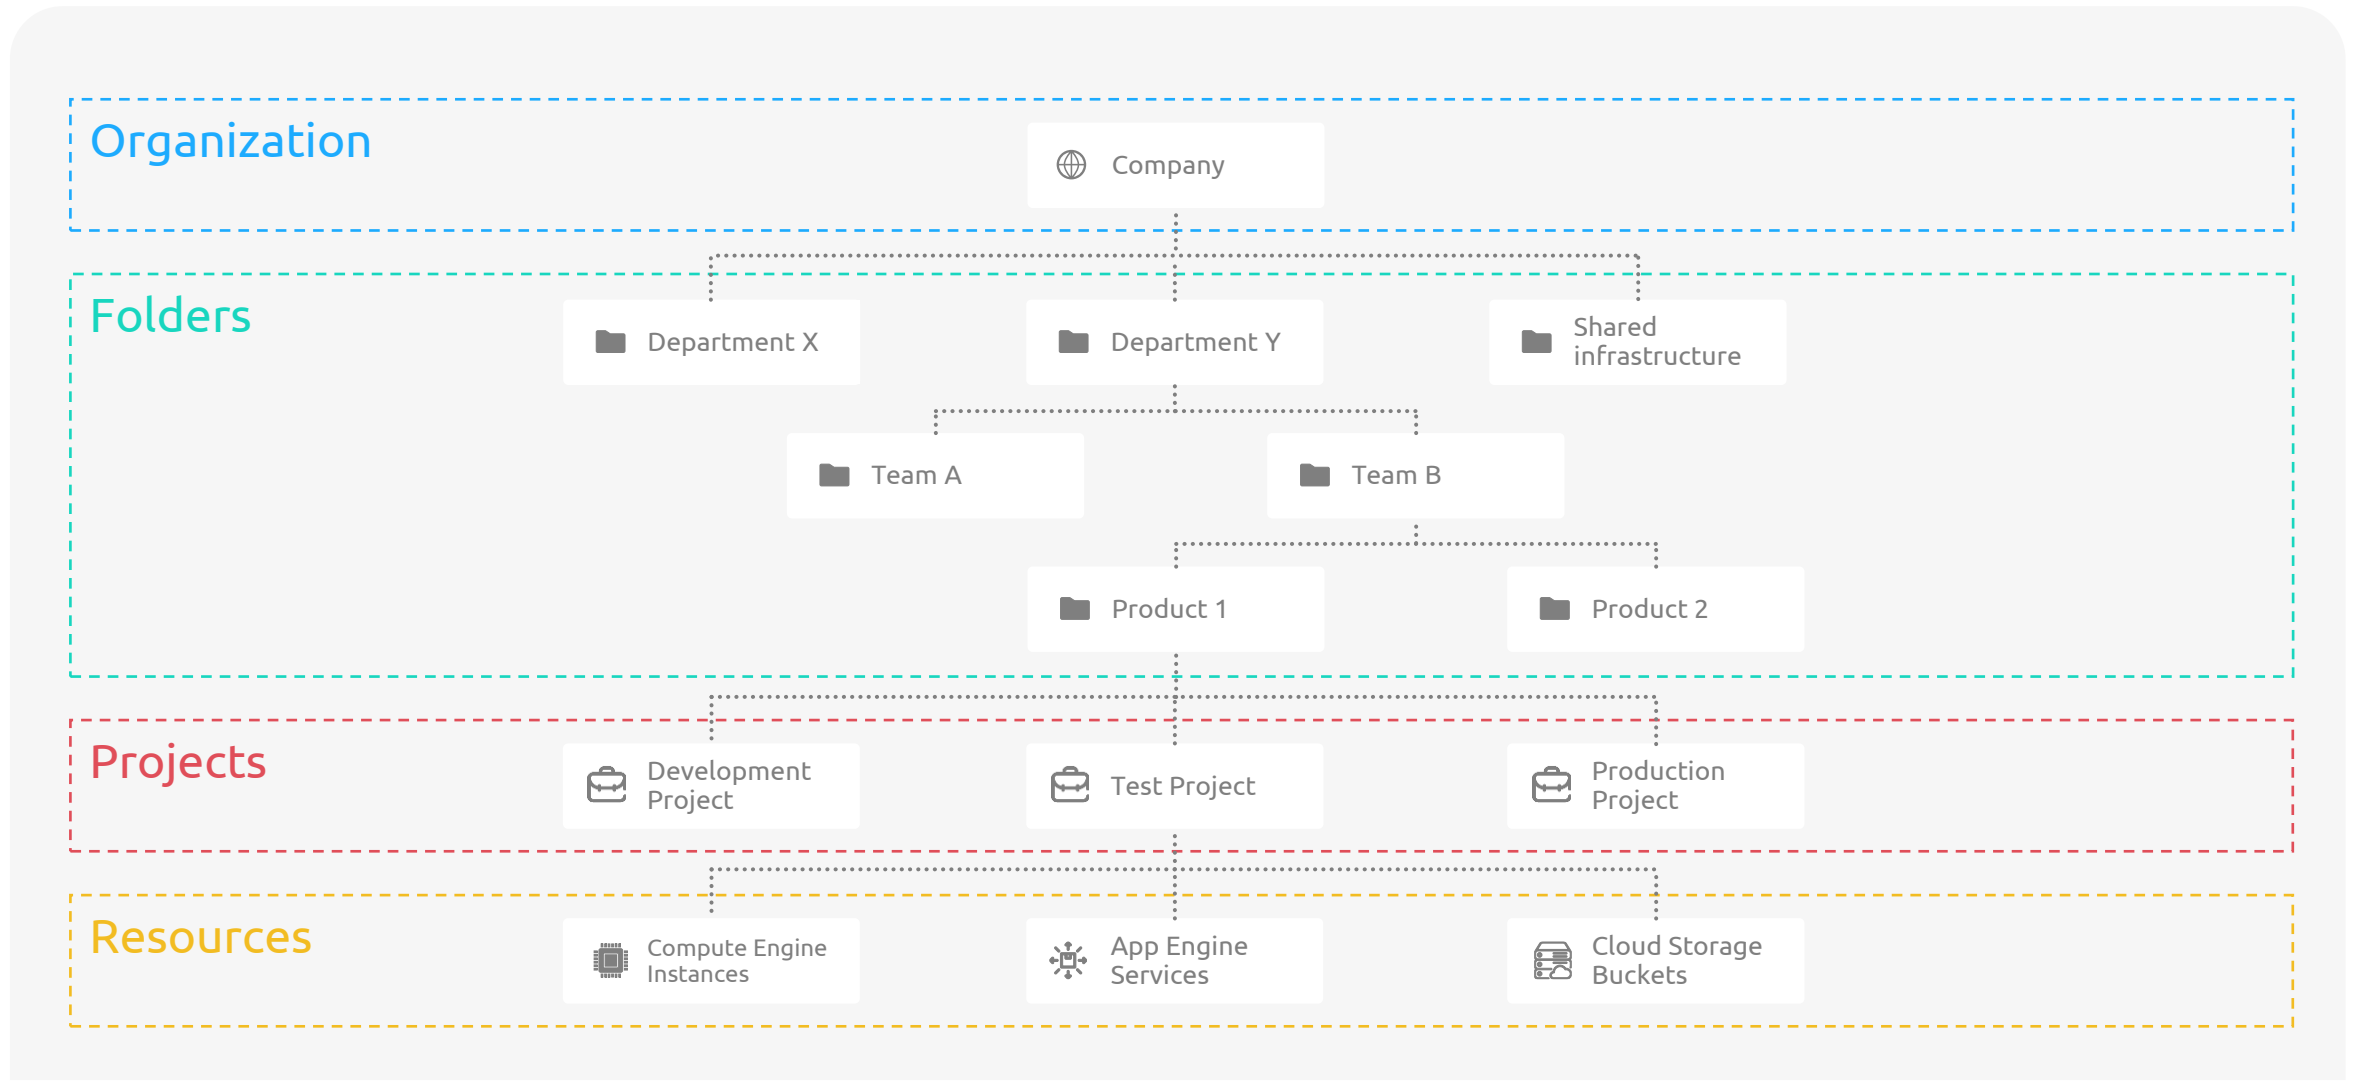 Organization
Company
Folders
Department X
Department Y
Shared
infrastructure
Team A
Team B
Product 1
Product 2
Projects
Development
Project
Test Project
Production
Project
Resources
Compute Engine
Instances
App Engine
Services
Cloud Storage
Buckets